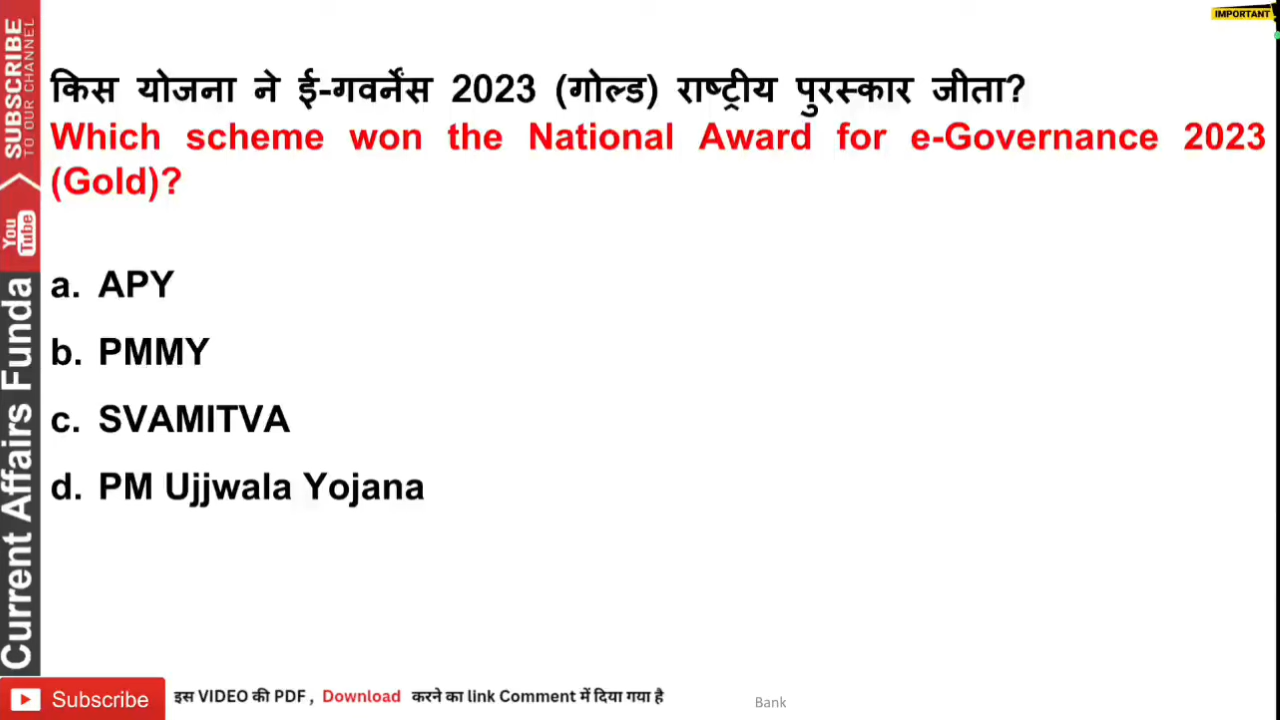 IMPORTANT
किस योजना ने ई-गवर्नेंस 2023 (गोल्ड) राष्ट्रीय पुरस्कार जीता?
Which scheme won the National Award for e-Governance 2023
(Gold)?
a. APY
b. PMMY
c. SVAMITVA
d. PM Ujjwala Yojana
SUBSCRIBE
TO OUR CHANNEL
You
Tube
Current Affairs Funda
Subscribe
इस VIDEO की PDF , Download करने का link Comment में दिया गया है
Bank